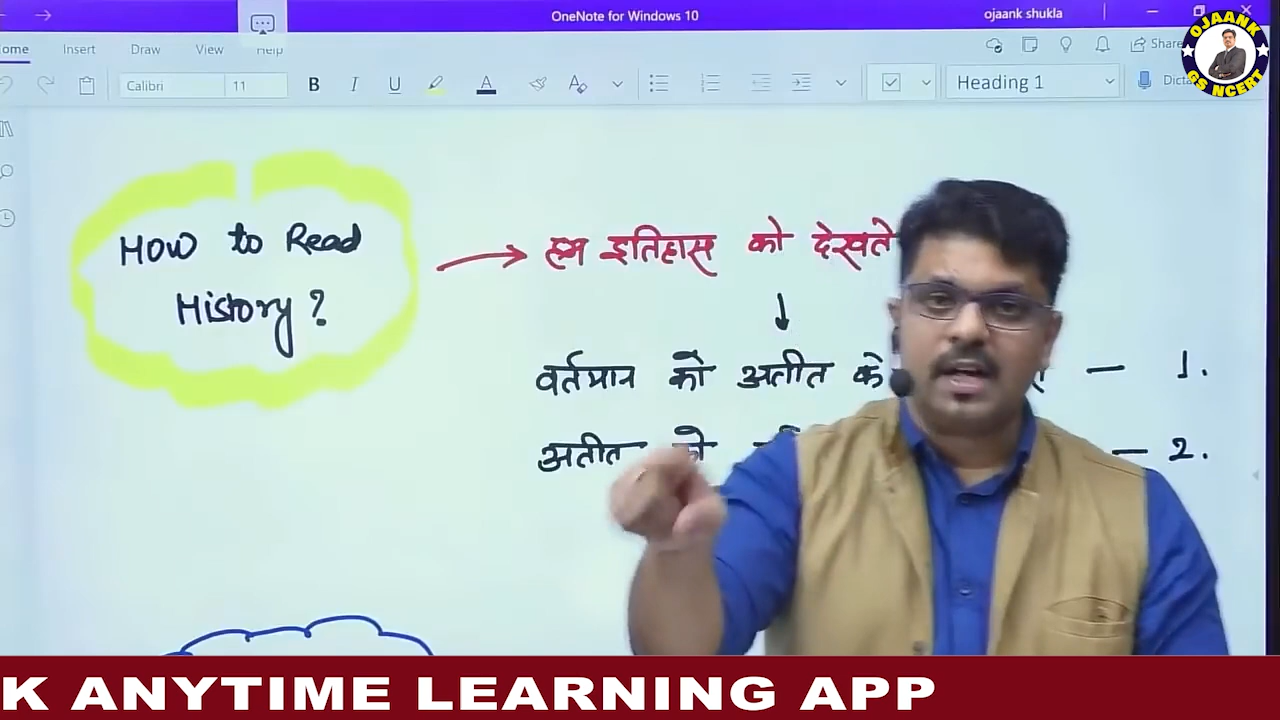 OneNote for Windows 10
ojaank shukla
ome Insert Draw View Help
Share
Calibri 11
B I U A
Heading 1
Dicta
OJAANK
GS NCERT
How to Read
History?
हम इतिहास को देखते
वर्तमान को अतीत के — 1.
अतीत को — 2.
K ANYTIME LEARNING APP